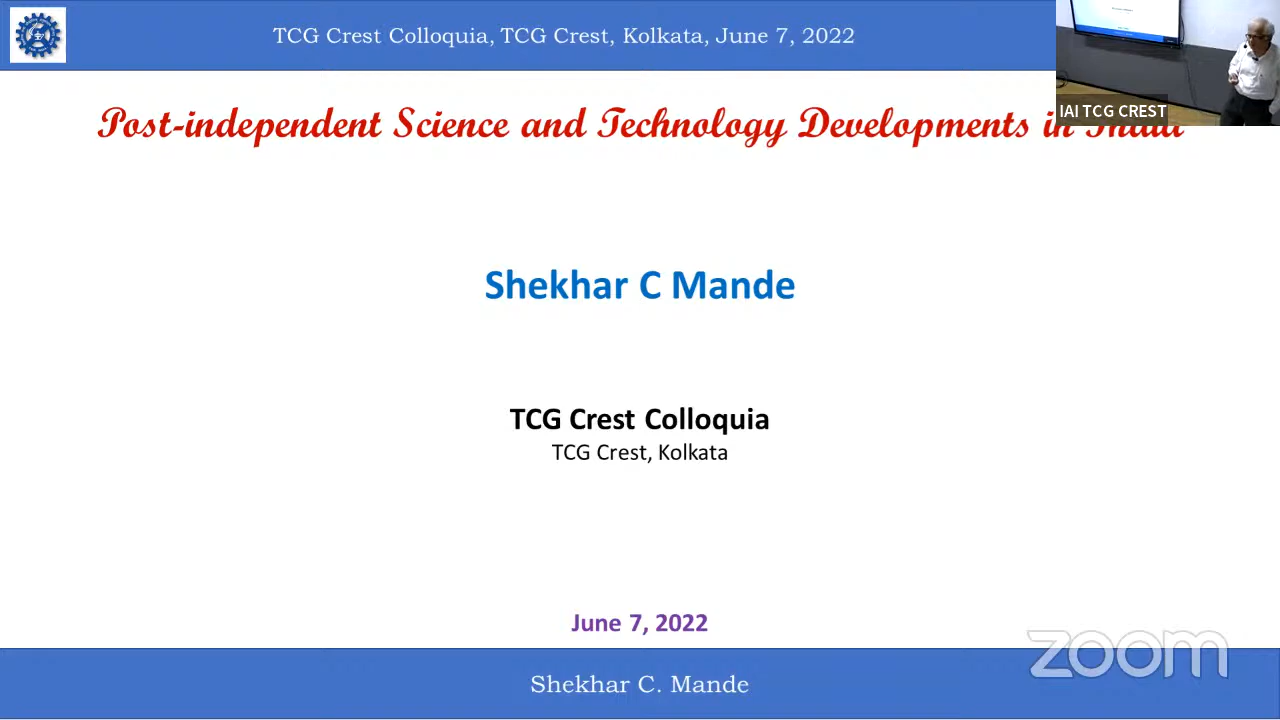 TCG Crest Colloquia, TCG Crest, Kolkata, June 7, 2022
IAI TCG CREST
Post-independent Science and Technology Developments in
Shekhar C Mande
TCG Crest Colloquia
TCG Crest, Kolkata
June 7, 2022
zoom
Shekhar C. Mande